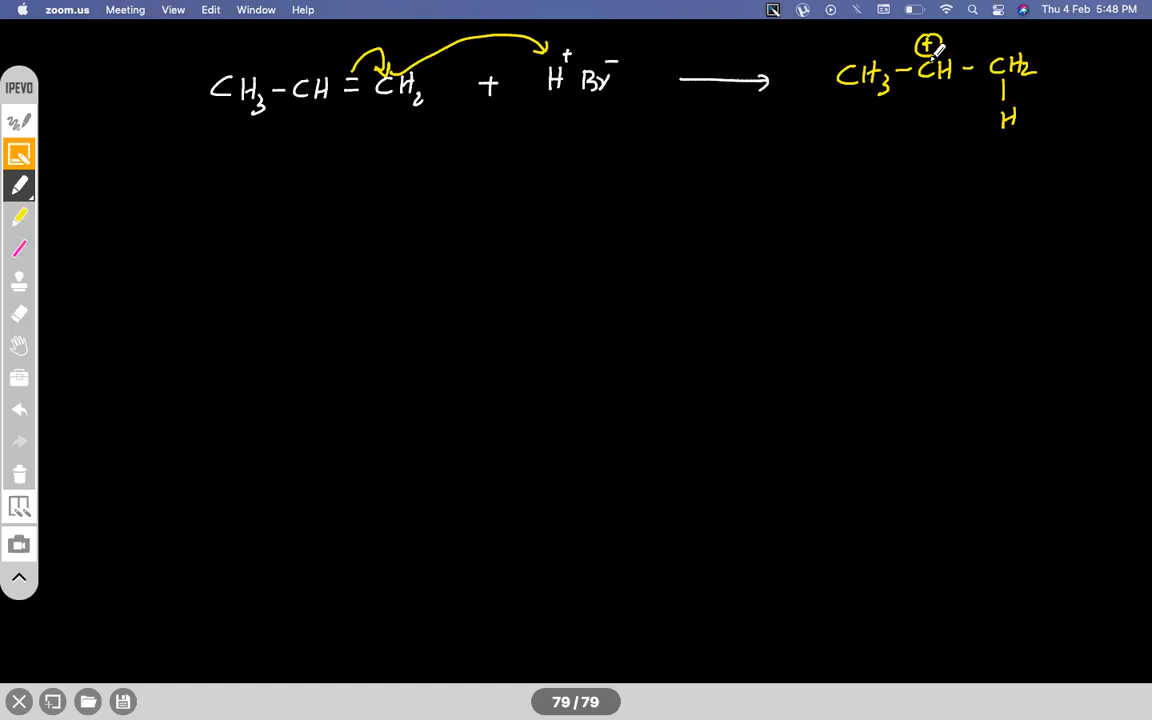 zoom.us Meeting View Edit Window Help Thu 4 Feb 5:48 PM
IPEVO
CH3 - CH = CH2 + H+ Br- ⟶ CH3 - CH - CH2
+
H
79 / 79